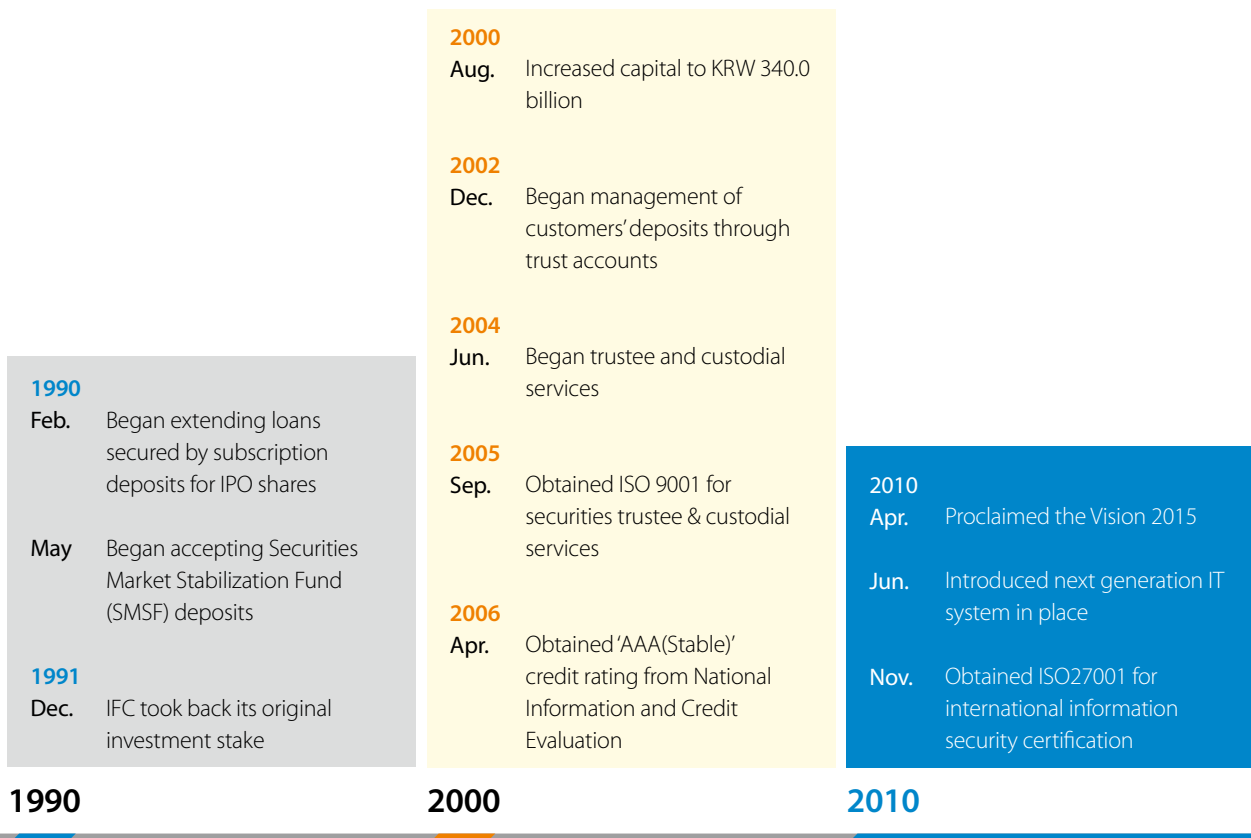 1990
Feb. Began extending loans
secured by subscription
deposits for IPO shares
May Began accepting Securities
Market Stabilization Fund
(SMSF) deposits
1991
Dec. IFC took back its original
investment stake
1990
2000
Aug. Increased capital to KRW 340.0
billion
2002
Dec. Began management of
customers' deposits through
trust accounts
2004
Jun. Began trustee and custodial
services
2005
Sep. Obtained ISO 9001 for
securities trustee & custodial
services
2006
Apr. Obtained 'AAA(Stable)'
credit rating from National
Information and Credit
Evaluation
2000
2010
Apr. Proclaimed the Vision 2015
Jun. Introduced next generation IT
system in place
Nov. Obtained ISO27001 for
international information
security certification
2010